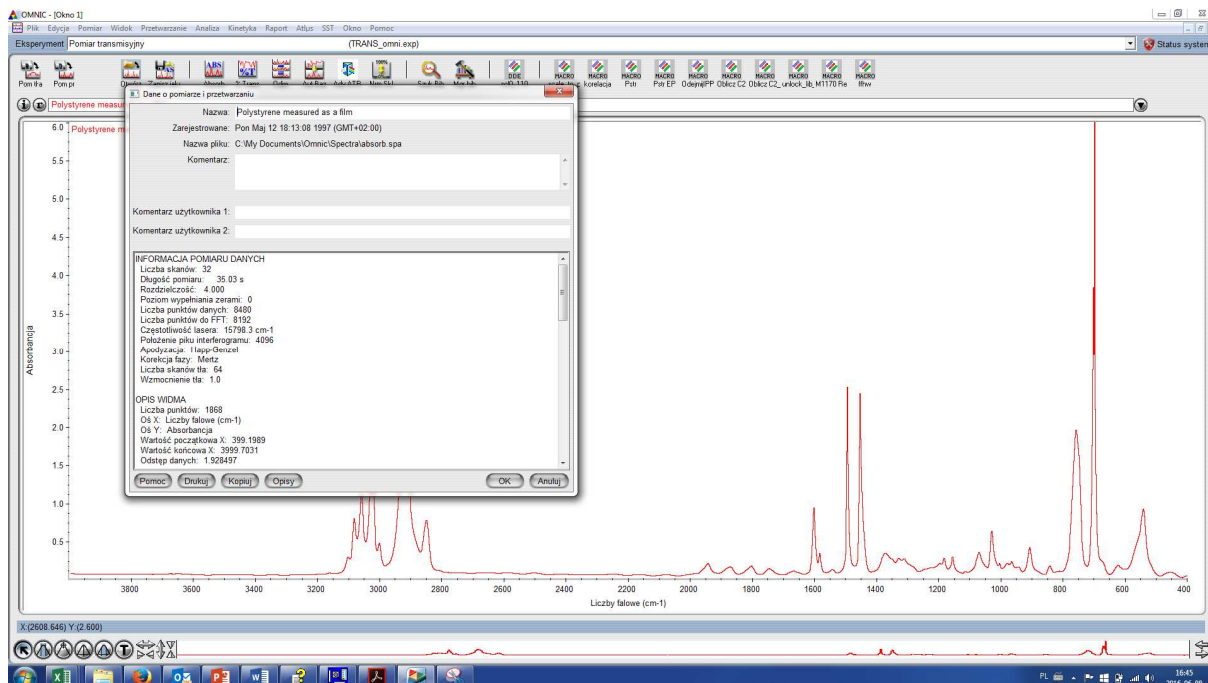 OMNIC - [Okno 1]
Plik Edycja Pomiar Widok Przetwarzanie Analiza Kinetyka Raport Atlµs SST Okno Pomoc
Eksperyment Pomiar transmisyjny (TRANS_omni.exp) Status system
Pom tła Pom pr
MACRO MACRO MACRO MACRO MACRO MACRO MACRO MACRO MACRO
korelacja Pstr Pstr EP OdejmijPP Oblicz C2 Oblicz C2_unlock_lib M1170 Re
Polystyrene measur
Dane o pomiarze i przetwarzaniu
Nazwa: Polystyrene measured as a film
Zarejestrowane: Pon Maj 12 18:13:08 1997 (GMT+02:00)
Nazwa pliku: C:\My Documents\Omnic\Spectra\absorb.spa
Komentarz:
Komentarz użytkownika 1:
Komentarz użytkownika 2:
INFORMACJA POMIARU DANYCH
Liczba skanów: 32
Długość pomiaru: 35.03 s
Rozdzielczość: 4.000
Poziom wypełniania zerami: 0
Liczba punktów danych: 8480
Liczba punktów do FFT: 8192
Częstotliwość lasera: 15798.3 cm-1
Położenie piku interferogramu: 4096
Apodyzacja: Happ-Genzel
Korekcja fazy: Mertz
Liczba skanów tła: 64
Wzmocnienie tła: 1.0
OPIS WIDMA
Liczba punktów: 1868
Oś X: Liczby falowe (cm-1)
Oś Y: Absorbancja
Wartość początkowa X: 399.1989
Wartość końcowa X: 3999.7031
Odstęp danych: 1.928497
Pomoc Drukuj Kopiuj Opisy OK Anuluj
Polystyrene m
6.0
5.5
5.0
4.5
4.0
3.5
3.0
2.5
2.0
1.5
1.0
0.5
Absorbancja
3800 3600 3400 3200 3000 2800 2600 2400 2200 2000 1800 1600 1400 1200 1000 800 600 400
Liczby falowe (cm-1)
X:(2608.646) Y:(2.600)
PL 16:45
2016-06-08